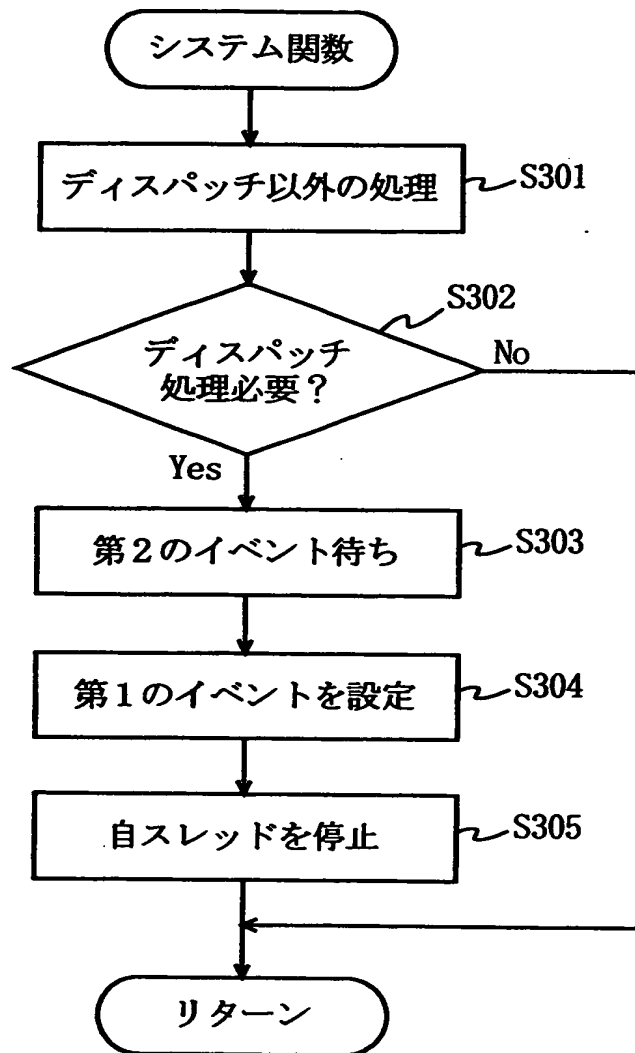 システム関数
ディスパッチ以外の処理
S301
S302
ディスパッチ
処理必要？
No
Yes
第２のイベント待ち
S303
第１のイベントを設定
S304
自スレッドを停止
S305
リターン